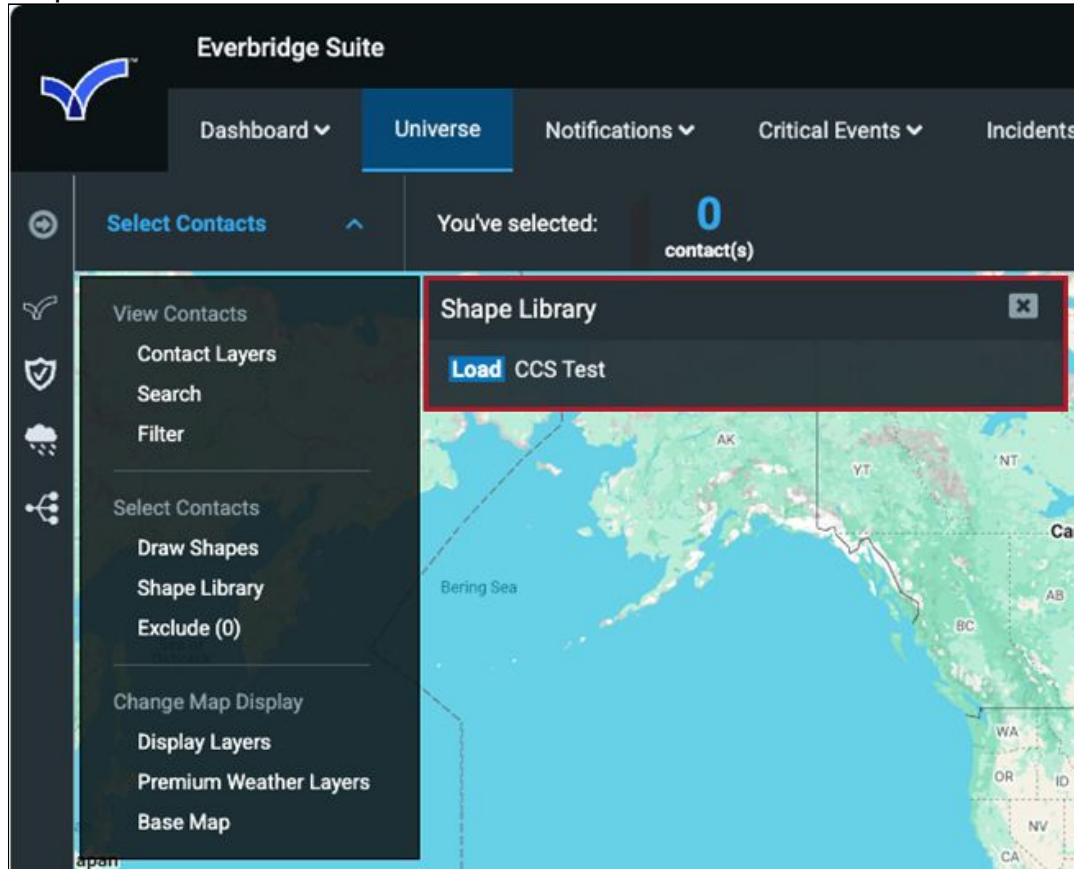 Everbridge Suite
Dashboard Universe Notifications Critical Events Incidents
Select Contacts You've selected: 0
contact(s)
View Contacts
Contact Layers
Search
Filter
Select Contacts
Draw Shapes
Shape Library
Exclude (0)
Change Map Display
Display Layers
Premium Weather Layers
Base Map
Shape Library
Load CCS Test
AK
YT
NT
Ca
Bering Sea
AB
BC
WA
OR
ID
NV
CA
apan